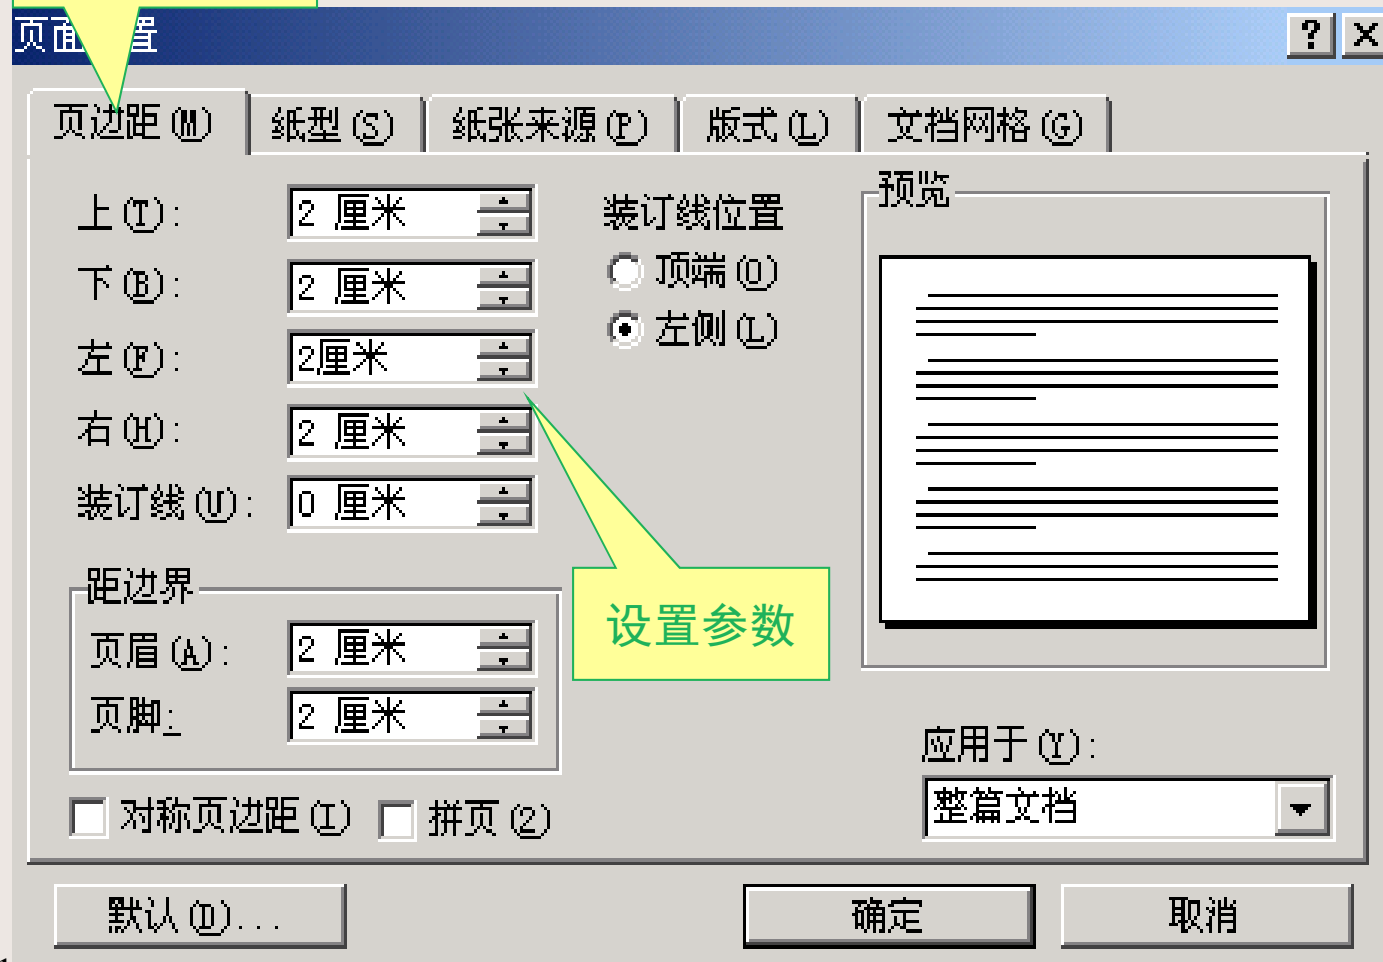 页面 置
页边距(M) 纸型(S) 纸张来源(P) 版式(L) 文档网格(G)
上(T): 2 厘米 装订线位置 预览
下(B): 2 厘米 顶端(O)
左(F): 2厘米 左侧(L)
右(H): 2 厘米
装订线(U): 0 厘米
设置参数
距边界
页眉(A): 2 厘米
页脚: 2 厘米
应用于(Y):
对称页边距(I) 拼页(2) 整篇文档
默认(D)... 确定 取消